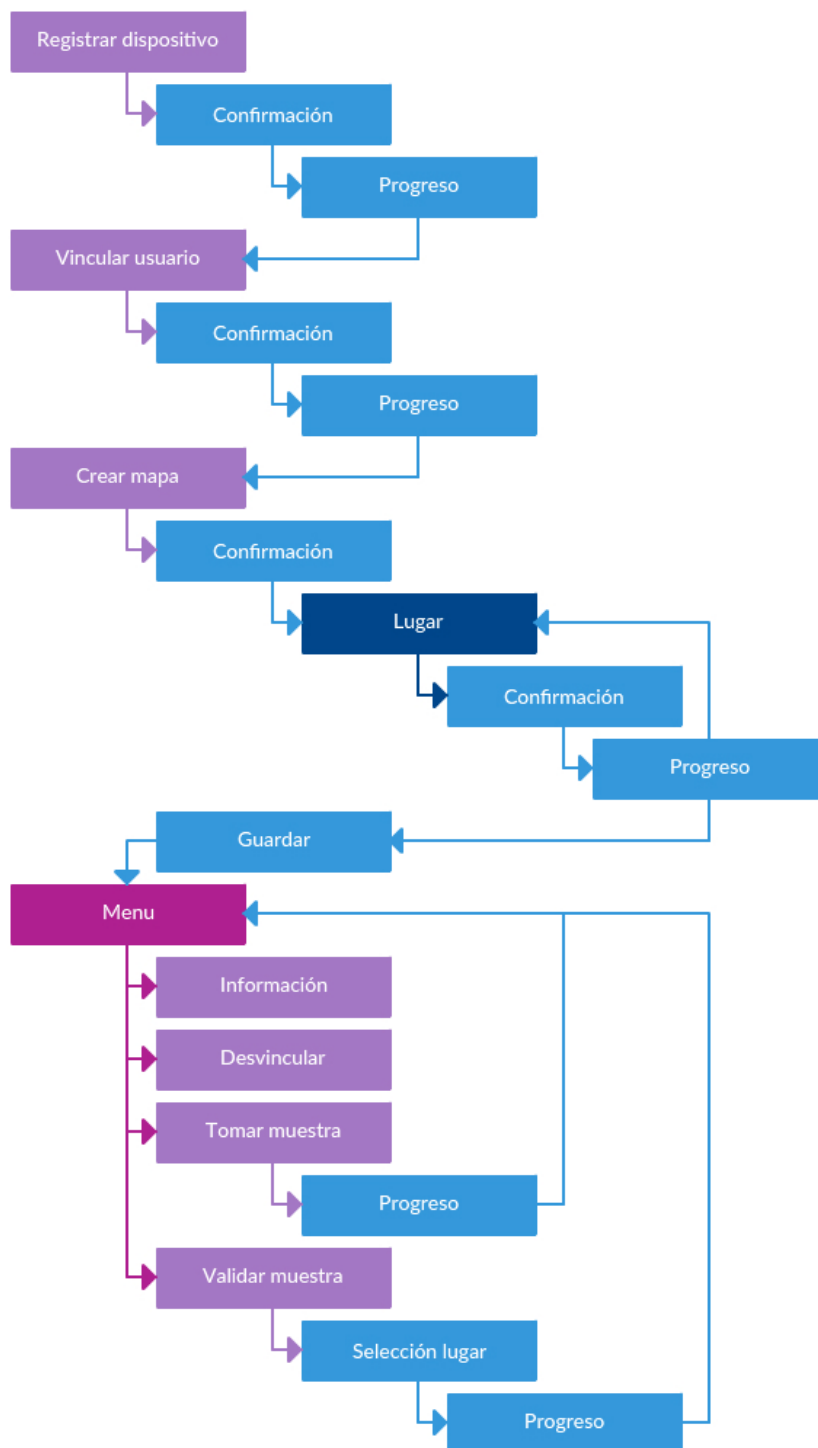 Registrar dispositivo
Confirmación
Progreso
Vincular usuario
Confirmación
Progreso
Crear mapa
Confirmación
Lugar
Confirmación
Progreso
Guardar
Menu
Información
Desvincular
Tomar muestra
Progreso
Validar muestra
Selección lugar
Progreso